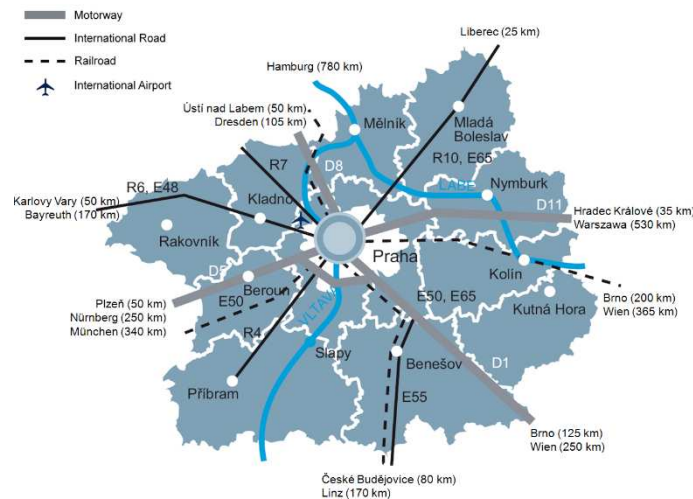 Motorway
International Road
Railroad
International Airport
Liberec (25 km)
Hamburg (780 km)
Ústí nad Labem (50 km)
Dresden (105 km)
Mělník
Mladá
Boleslav
R7
D8
R10, E65
R6, E48
Karlovy Vary (50 km)
Bayreuth (170 km)
Kladno
LABE
Nymburk
D11
Hradec Králové (35 km)
Warszawa (530 km)
Rakovník
Praha
D5
Beroun
Kolín
Plzeň (50 km)
Nürnberg (250 km)
München (340 km)
E50
VLTAVA
E50, E65
Brno (200 km)
Wien (365 km)
Kutná Hora
R4
Slapy
Benešov
D1
Příbram
E55
Brno (125 km)
Wien (250 km)
České Budějovice (80 km)
Linz (170 km)